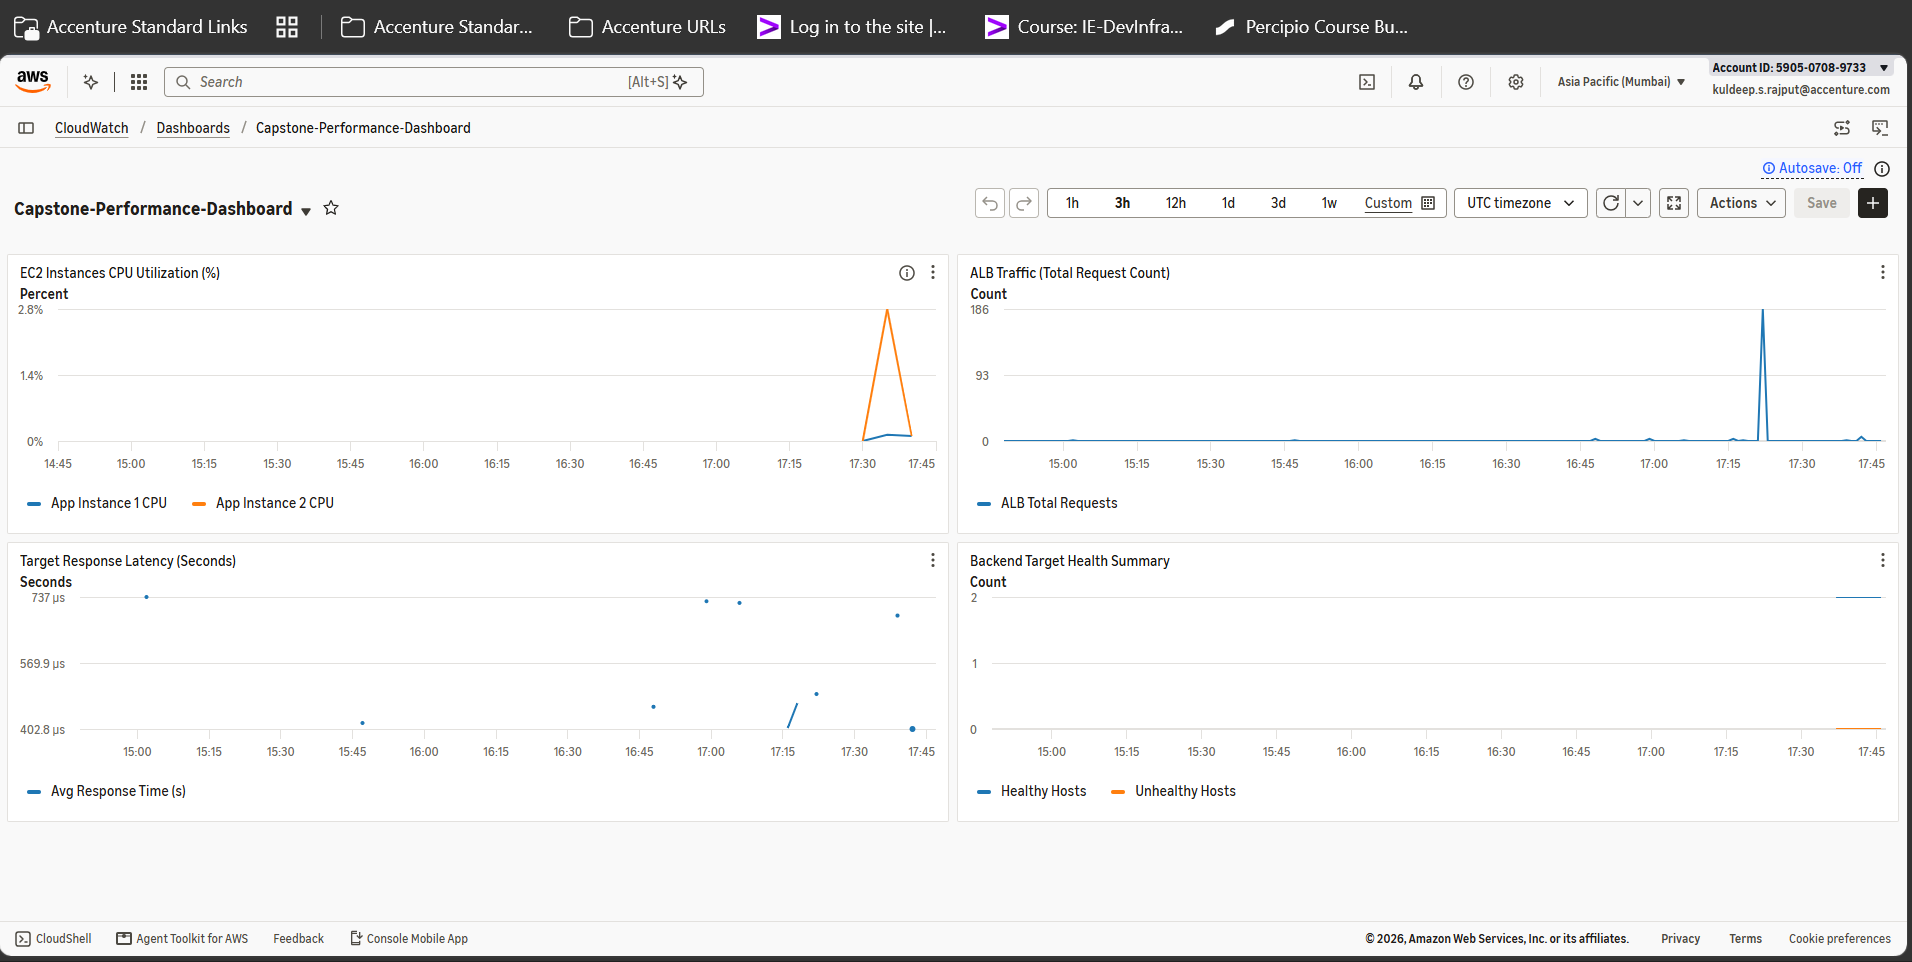 Accenture Standard Links
Accenture Standar...
Accenture URLs
Log in to the site |...
Course: IE-DevInfra...
Percipio Course Bu...
aws
Search
[Alt+S]
Asia Pacific (Mumbai)
Account ID: 5905-0708-9733
kuldeep.s.rajput@accenture.com
CloudWatch / Dashboards / Capstone-Performance-Dashboard
Autosave: Off
Capstone-Performance-Dashboard
1h 3h 12h 1d 3d 1w Custom
UTC timezone
Actions
Save
EC2 Instances CPU Utilization (%)
Percent
2.8%
1.4%
0%
14:45 15:00 15:15 15:30 15:45 16:00 16:15 16:30 16:45 17:00 17:15 17:30 17:45
App Instance 1 CPU App Instance 2 CPU
ALB Traffic (Total Request Count)
Count
186
93
0
15:00 15:15 15:30 15:45 16:00 16:15 16:30 16:45 17:00 17:15 17:30 17:45
ALB Total Requests
Target Response Latency (Seconds)
Seconds
737 µs
569.9 µs
402.8 µs
15:00 15:15 15:30 15:45 16:00 16:15 16:30 16:45 17:00 17:15 17:30 17:45
Avg Response Time (s)
Backend Target Health Summary
Count
2
1
0
15:00 15:15 15:30 15:45 16:00 16:15 16:30 16:45 17:00 17:15 17:30 17:45
Healthy Hosts Unhealthy Hosts
CloudShell
Agent Toolkit for AWS
Feedback
Console Mobile App
© 2026, Amazon Web Services, Inc. or its affiliates.
Privacy
Terms
Cookie preferences